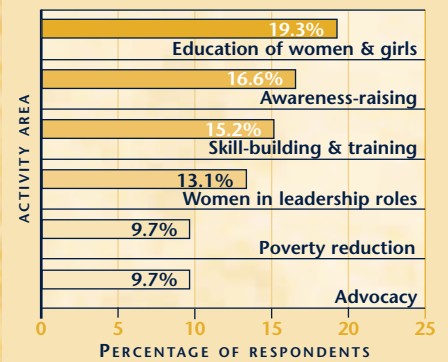 19.3%
Education of women & girls
16.6%
Awareness-raising
15.2%
Skill-building & training
13.1%
Women in leadership roles
9.7%
Poverty reduction
9.7%
Advocacy
ACTIVITY AREA
0 5 10 15 20 25
PERCENTAGE OF RESPONDENTS